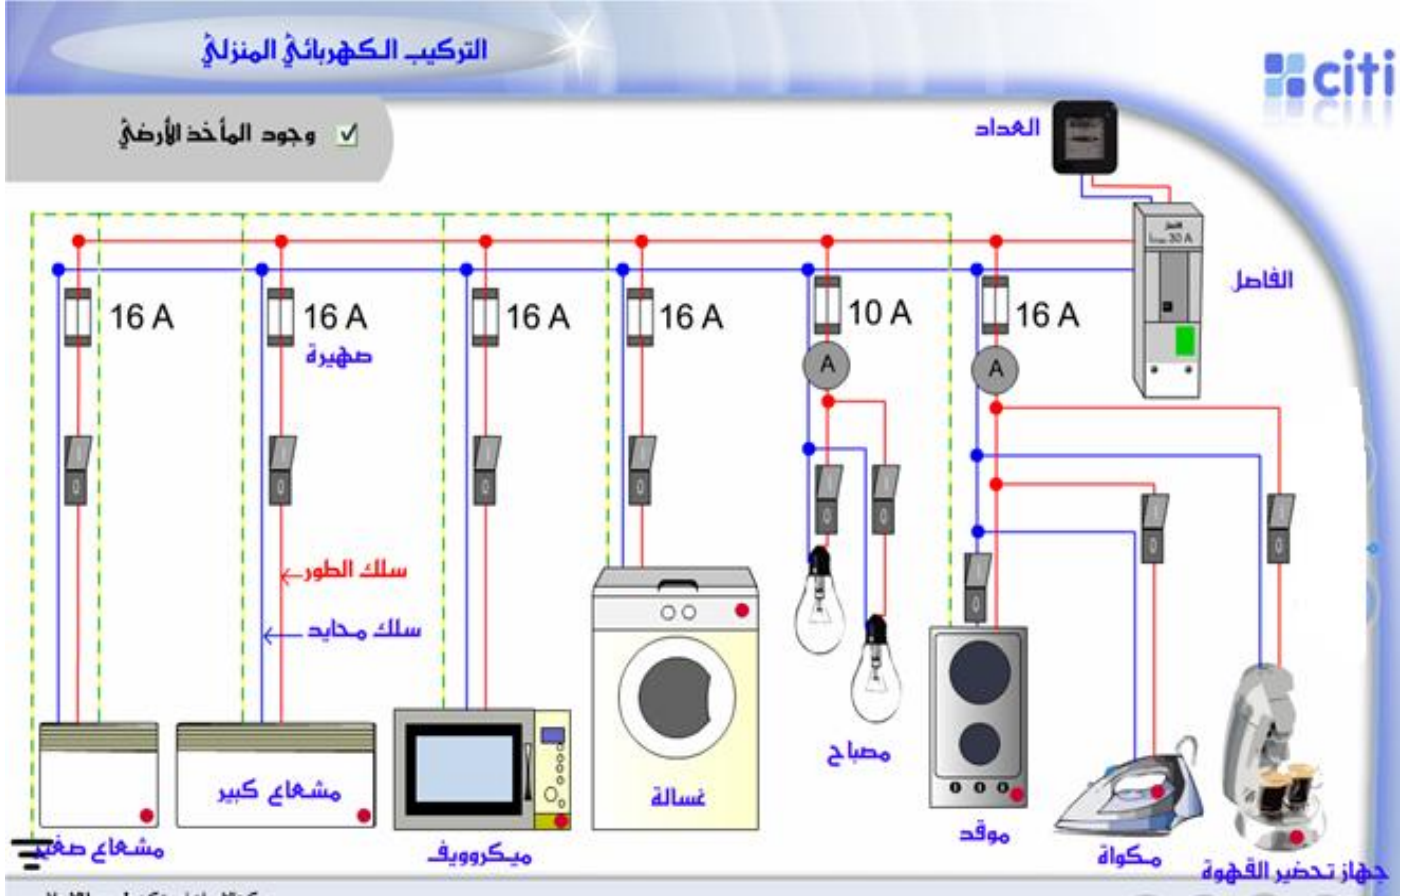 التركيب الكهربائي المنزلي
citi
وجود المأخذ الأرضي
العداد
الفاصل
30 A
16 A
16 A
16 A
16 A
10 A
16 A
صهيرة
A
A
سلك الطور
سلك محايد
مشعاع صغير
مشعاع كبير
ميكروويف
غسالة
مصباح
موقد
مكواة
جهاز تحضير القهوة